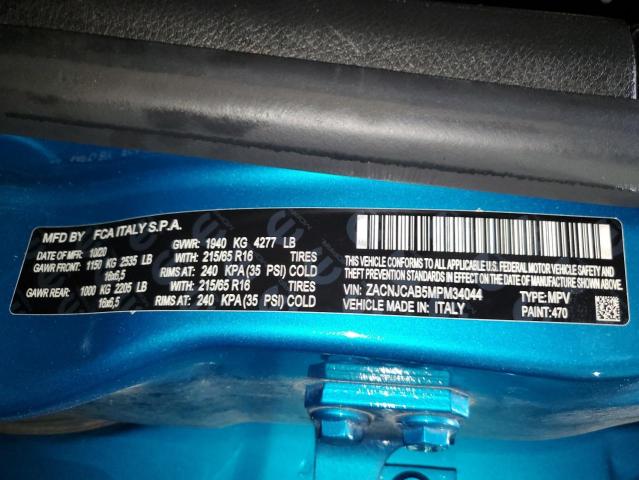 MFD BY FCA ITALY S.P.A.
DATE OF MFR 10/20 GVWR: 1940 KG 4277 LB
GAWR FRONT: 1150 KG 2535 LB WITH: 215/65 R16 TIRES
16x6,5 RIMS AT: 240 KPA(35 PSI) COLD
GAWR REAR: 1000 KG 2205 LB WITH: 215/65 R16 TIRES
16x6,5 RIMS AT: 240 KPA(35 PSI) COLD
THIS VEHICLE CONFORMS TO ALL APPLICABLE U.S. FEDERAL MOTOR VEHICLE SAFETY
AND THEFT PREVENTION STANDARDS IN EFFECT ON THE DATE OF MANUFACTURE SHOWN ABOVE.
VIN: ZACNJCAB5MPM34044 TYPE: MPV
VEHICLE MADE IN: ITALY PAINT: 470